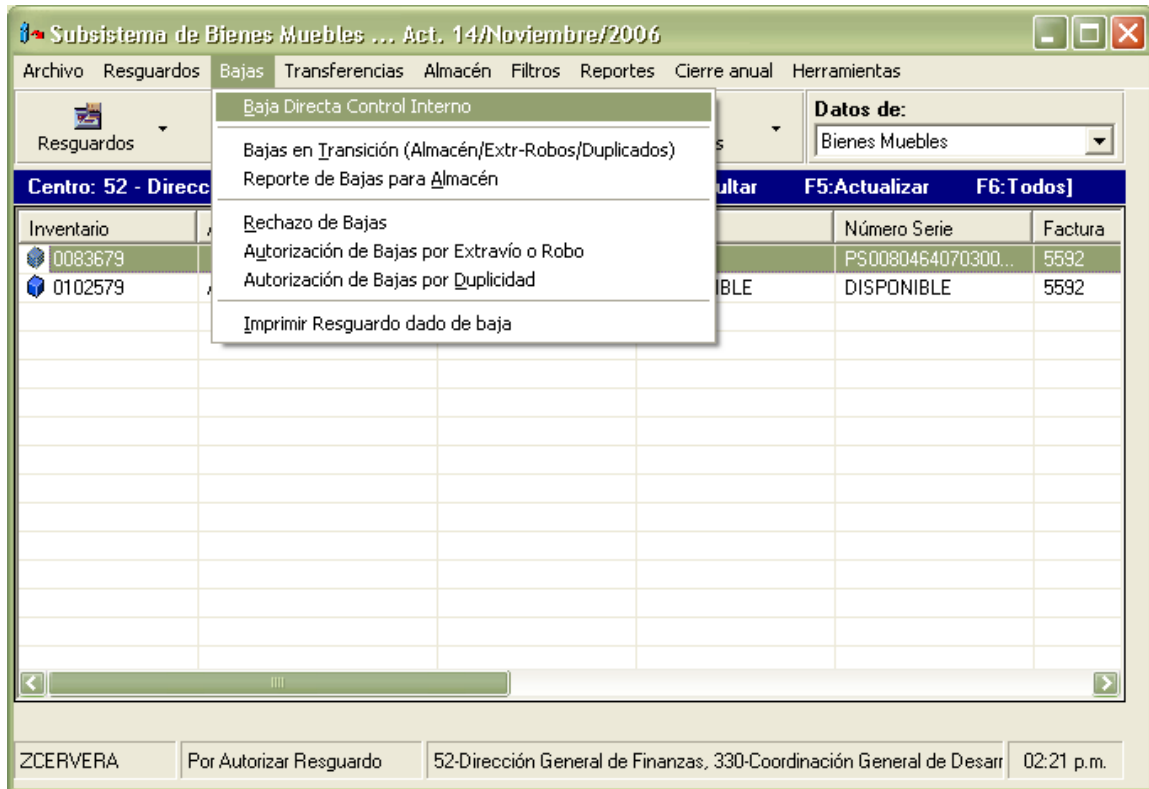 Subsistema de Bienes Muebles ... Act. 14/Noviembre/2006
Archivo Resguardos Bajas Transferencias Almacén Filtros Reportes Cierre anual Herramientas
Resguardos
Datos de:
Bienes Muebles
Baja Directa Control Interno
Bajas en Transición (Almacén/Extr-Robos/Duplicados)
Reporte de Bajas para Almacén
Rechazo de Bajas
Autorización de Bajas por Extravío o Robo
Autorización de Bajas por Duplicidad
Imprimir Resguardo dado de baja
Centro: 52 - Direcc ultar F5:Actualizar F6:Todos]
Inventario Número Serie Factura
0083679 PS0080464070300... 5592
0102579 IBLE DISPONIBLE 5592
ZCERVERA Por Autorizar Resguardo 52-Dirección General de Finanzas, 330-Coordinación General de Desarr 02:21 p.m.